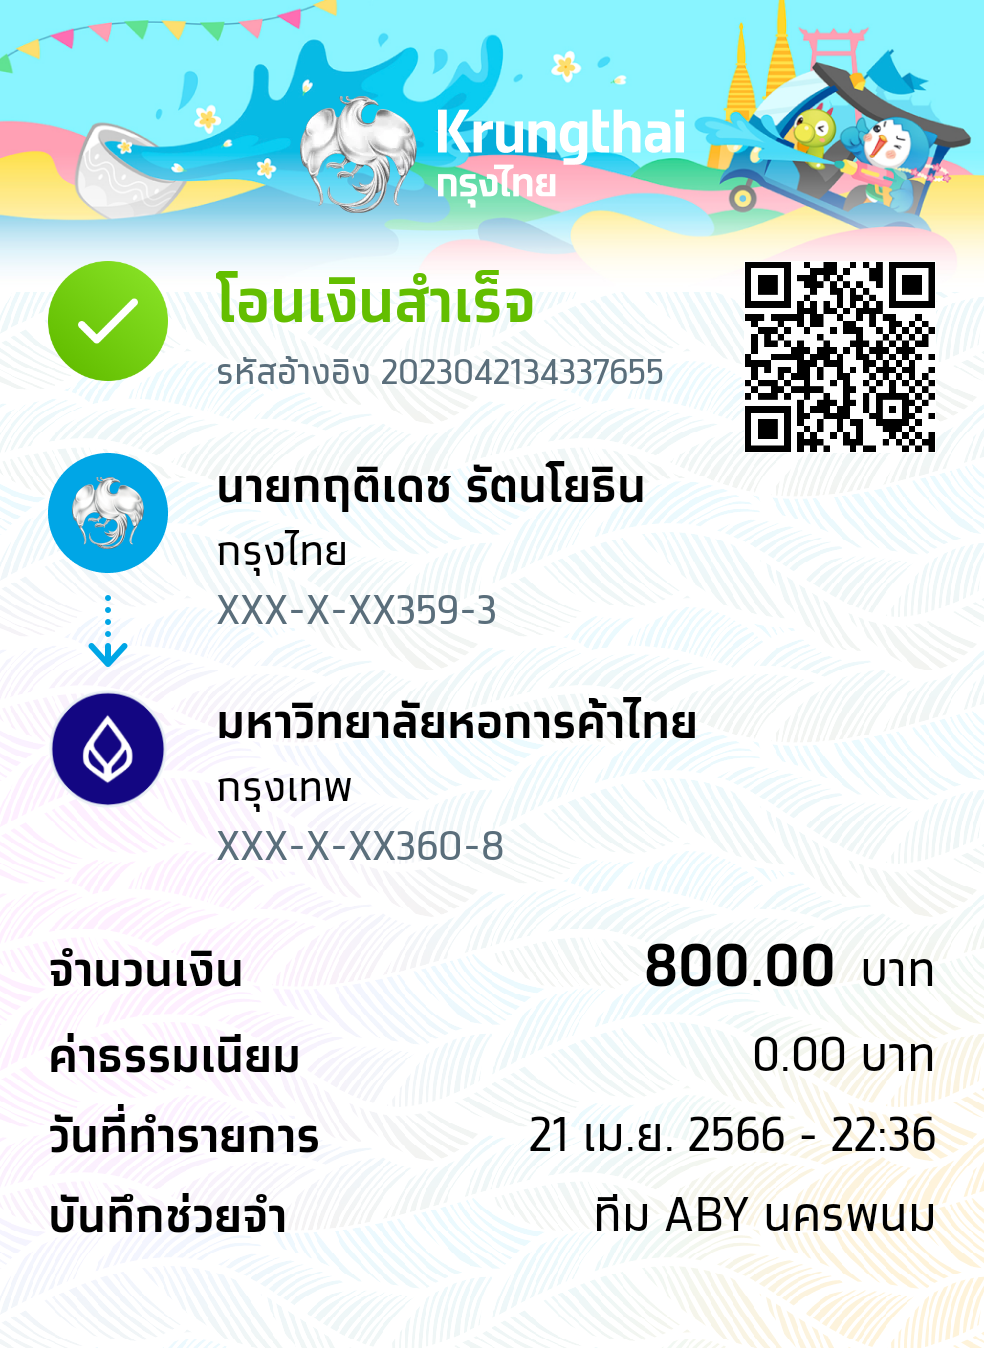 Krungthai
กรุงไทย
โอนเงินสำเร็จ
รหัสอ้างอิง 2023042134337655
นายกฤติเดช รัตนโยธิน
กรุงไทย
XXX-X-XX359-3
มหาวิทยาลัยหอการค้าไทย
กรุงเทพ
XXX-X-XX360-8
จำนวนเงิน 800.00 บาท
ค่าธรรมเนียม 0.00 บาท
วันที่ทำรายการ 21 เม.ย. 2566 - 22:36
บันทึกช่วยจำ ทีม ABY นครพนม